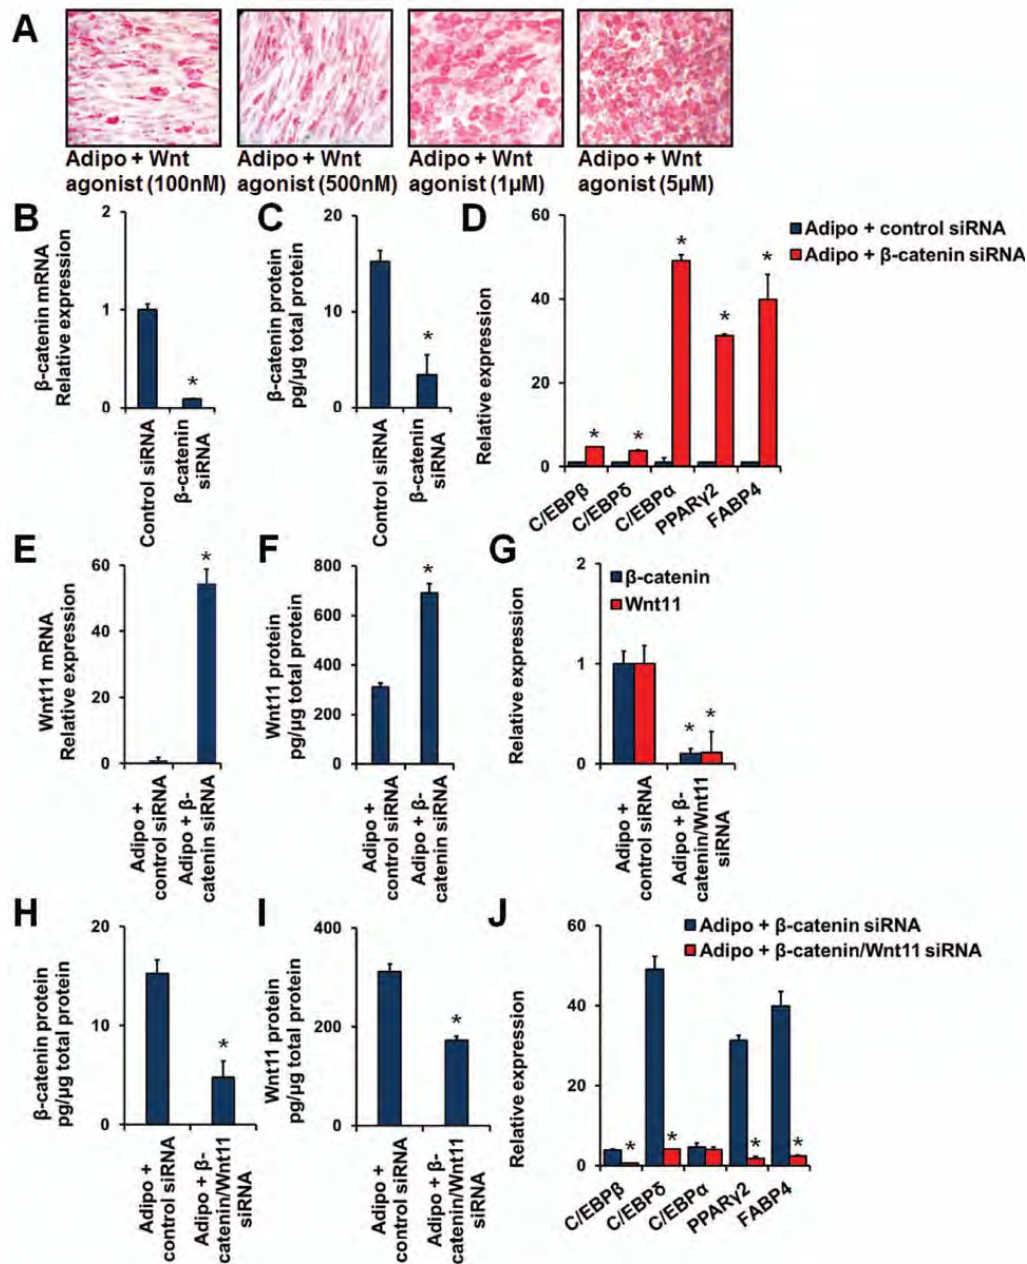 A
Adipo + Wnt
agonist (100nM)
Adipo + Wnt
agonist (500nM)
Adipo + Wnt
agonist (1µM)
Adipo + Wnt
agonist (5µM)
B
β-catenin mRNA
Relative expression
2
1
0
Control siRNA
β-catenin
siRNA
*
C
β-catenin protein
pg/µg total protein
20
10
0
Control siRNA
β-catenin
siRNA
*
D
Relative expression
60
40
20
0
Adipo + control siRNA
Adipo + β-catenin siRNA
* * * * *
C/EBPβ
C/EBPδ
C/EBPα
PPARγ2
FABP4
E
Wnt11 mRNA
Relative expression
60
40
20
0
Adipo +
control siRNA
Adipo + β-
catenin siRNA
*
F
Wnt11 protein
pg/µg total protein
800
600
400
200
0
Adipo +
control siRNA
Adipo + β-
catenin siRNA
*
G
Relative expression
2
1
0
β-catenin
Wnt11
* *
Adipo +
control siRNA
Adipo + β-
catenin/Wnt11
siRNA
H
β-catenin protein
pg/µg total protein
20
10
0
Adipo +
control siRNA
Adipo + β-
catenin/Wnt11
siRNA
*
I
Wnt11 protein
pg/µg total protein
400
200
0
Adipo +
control siRNA
Adipo + β-
catenin/Wnt11
siRNA
*
J
Relative expression
60
40
20
0
Adipo + β-catenin siRNA
Adipo + β-catenin/Wnt11 siRNA
* * * *
C/EBPβ
C/EBPδ
C/EBPα
PPARγ2
FABP4